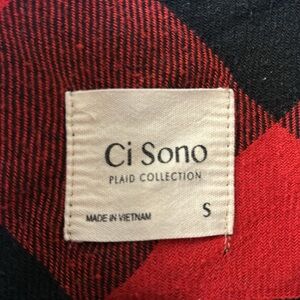 Ci Sono
PLAID COLLECTION
MADE IN VIETNAM S